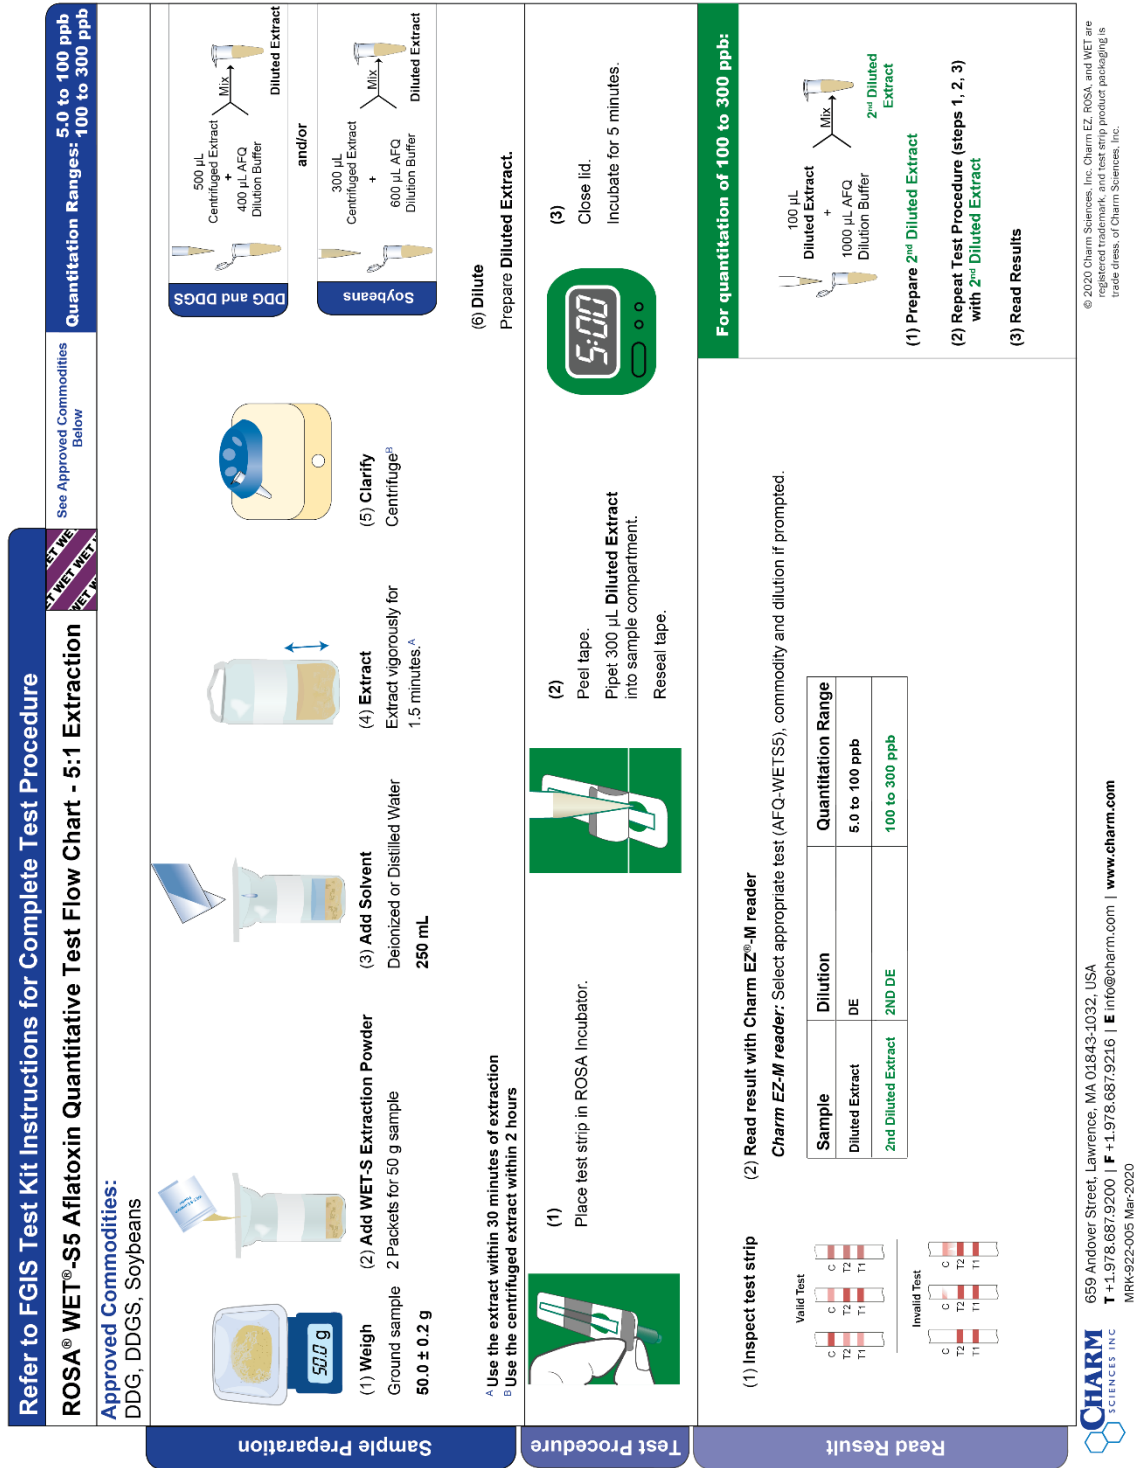 Refer to FGIS Test Kit Instructions for Complete Test Procedure
ROSA® WET®-S5 Aflatoxin Quantitative Test Flow Chart - 5:1 Extraction
WET WET WET
See Approved Commodities
Below
Quantitation Ranges: 5.0 to 100 ppb
100 to 300 ppb
Approved Commodities:
DDG, DDGS, Soybeans
Sample Preparation
50.0 g
(1) Weigh
Ground sample
50.0 ± 0.2 g
(2) Add WET-S Extraction Powder
2 Packets for 50 g sample
(3) Add Solvent
Deionized or Distilled Water
250 mL
(4) Extract
Extract vigorously for
1.5 minutes.A
(5) Clarify
CentrifugeB
DDG and DDGS
500 µL
Centrifuged Extract
+
400 µL AFQ
Dilution Buffer
Mix
Diluted Extract
and/or
Soybeans
300 µL
Centrifuged Extract
+
600 µL AFQ
Dilution Buffer
Mix
Diluted Extract
(6) Dilute
Prepare Diluted Extract.
A Use the extract within 30 minutes of extraction
B Use the centrifuged extract within 2 hours
Test Procedure
(1)
Place test strip in ROSA Incubator.
(2)
Peel tape.
Pipet 300 µL Diluted Extract
into sample compartment.
Reseal tape.
5:00
(3)
Close lid.
Incubate for 5 minutes.
Read Result
(1) Inspect test strip
Valid Test
C T2 T1
C T2 T1
C T2 T1
Invalid Test
C T2 T1
C T2 T1
C T2 T1
(2) Read result with Charm EZ®-M reader
Charm EZ-M reader: Select appropriate test (AFQ-WETS5), commodity and dilution if prompted.
Sample Dilution Quantitation Range
Diluted Extract DE 5.0 to 100 ppb
2nd Diluted Extract 2ND DE 100 to 300 ppb
For quantitation of 100 to 300 ppb:
100 µL
Diluted Extract
+
1000 µL AFQ
Dilution Buffer
Mix
2nd Diluted
Extract
(1) Prepare 2nd Diluted Extract
(2) Repeat Test Procedure (steps 1, 2, 3)
with 2nd Diluted Extract
(3) Read Results
CHARM
SCIENCES INC
659 Andover Street, Lawrence, MA 01843-1032, USA
T +1.978.687.9200 | F +1.978.687.9216 | E info@charm.com | www.charm.com
MRK-922-005 Mar-2020
© 2020 Charm Sciences, Inc. Charm EZ, ROSA, and WET are
registered trademark, and test strip product packaging is
trade dress, of Charm Sciences, Inc.